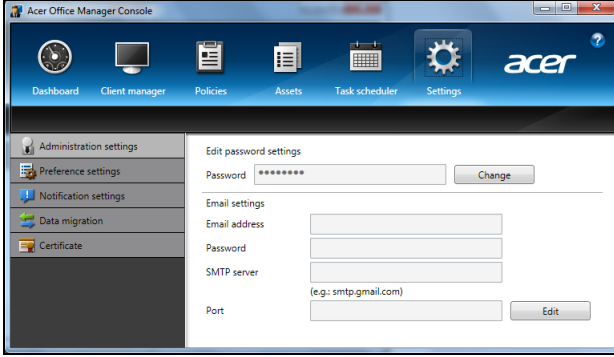 Acer Office Manager Console
?
acer
Dashboard Client manager Policies Assets Task scheduler Settings
Administration settings
Preference settings
Notification settings
Data migration
Certificate
Edit password settings
Password •••••••• Change
Email settings
Email address
Password
SMTP server
(e.g.: smtp.gmail.com)
Port Edit